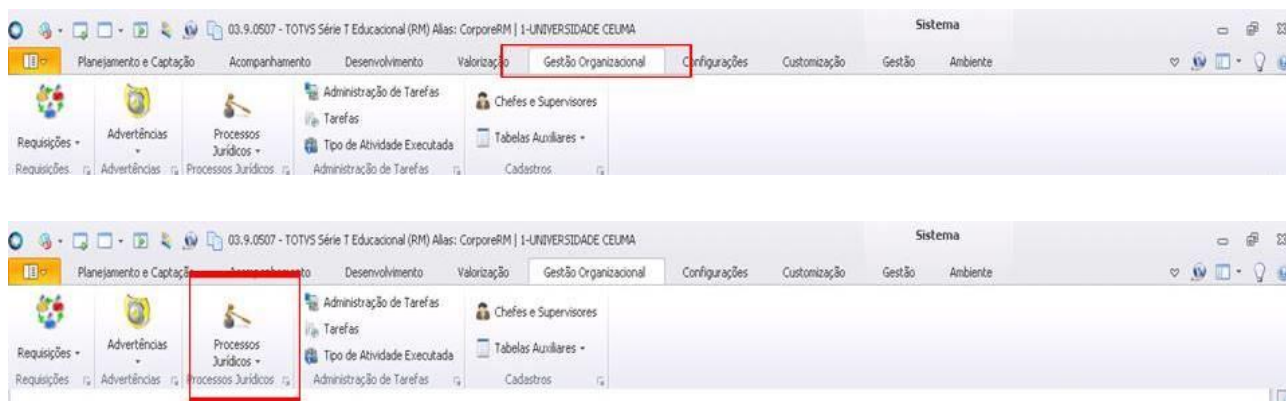 03.9.0507 - TOTVS Série T Educacional (RM) Alias: CorporeRM | 1-UNIVERSIDADE CEUMA Sistema
Planejamento e Captação Acompanhamento Desenvolvimento Valorização Gestão Organizacional Configurações Customização Gestão Ambiente
Requisições Advertências Processos Jurídicos Administração de Tarefas Tarefas Tipo de Atividade Executada Chefes e Supervisores Tabelas Auxiliares
Requisições Advertências Processos Jurídicos Administração de Tarefas Cadastros
03.9.0507 - TOTVS Série T Educacional (RM) Alias: CorporeRM | 1-UNIVERSIDADE CEUMA Sistema
Planejamento e Captação Acompanhamento Desenvolvimento Valorização Gestão Organizacional Configurações Customização Gestão Ambiente
Requisições Advertências Processos Jurídicos Administração de Tarefas Tarefas Tipo de Atividade Executada Chefes e Supervisores Tabelas Auxiliares
Requisições Advertências Processos Jurídicos Administração de Tarefas Cadastros